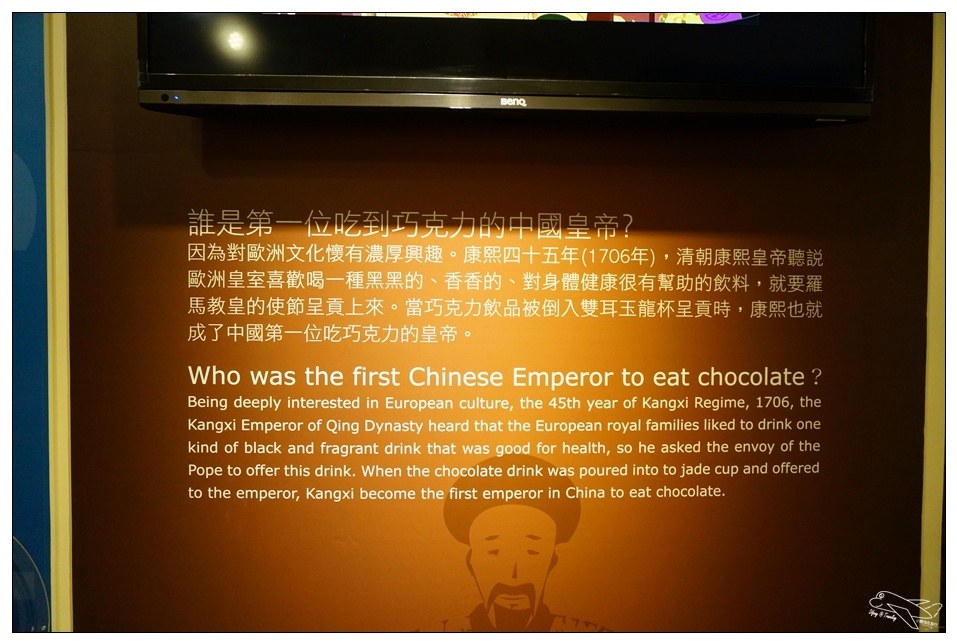 BenQ
誰是第一位吃到巧克力的中國皇帝?
因為對歐洲文化懷有濃厚興趣。康熙四十五年(1706年)，清朝康熙皇帝聽說
歐洲皇室喜歡喝一種黑黑的、香香的、對身體健康很有幫助的飲料，就要羅
馬教皇的使節呈貢上來。當巧克力飲品被倒入雙耳玉龍杯呈貢時，康熙也就
成了中國第一位吃巧克力的皇帝。
Who was the first Chinese Emperor to eat chocolate？
Being deeply interested in European culture, the 45th year of Kangxi Regime, 1706, the
Kangxi Emperor of Qing Dynasty heard that the European royal families liked to drink one
kind of black and fragrant drink that was good for health, so he asked the envoy of the
Pope to offer this drink. When the chocolate drink was poured into to jade cup and offered
to the emperor, Kangxi become the first emperor in China to eat chocolate.